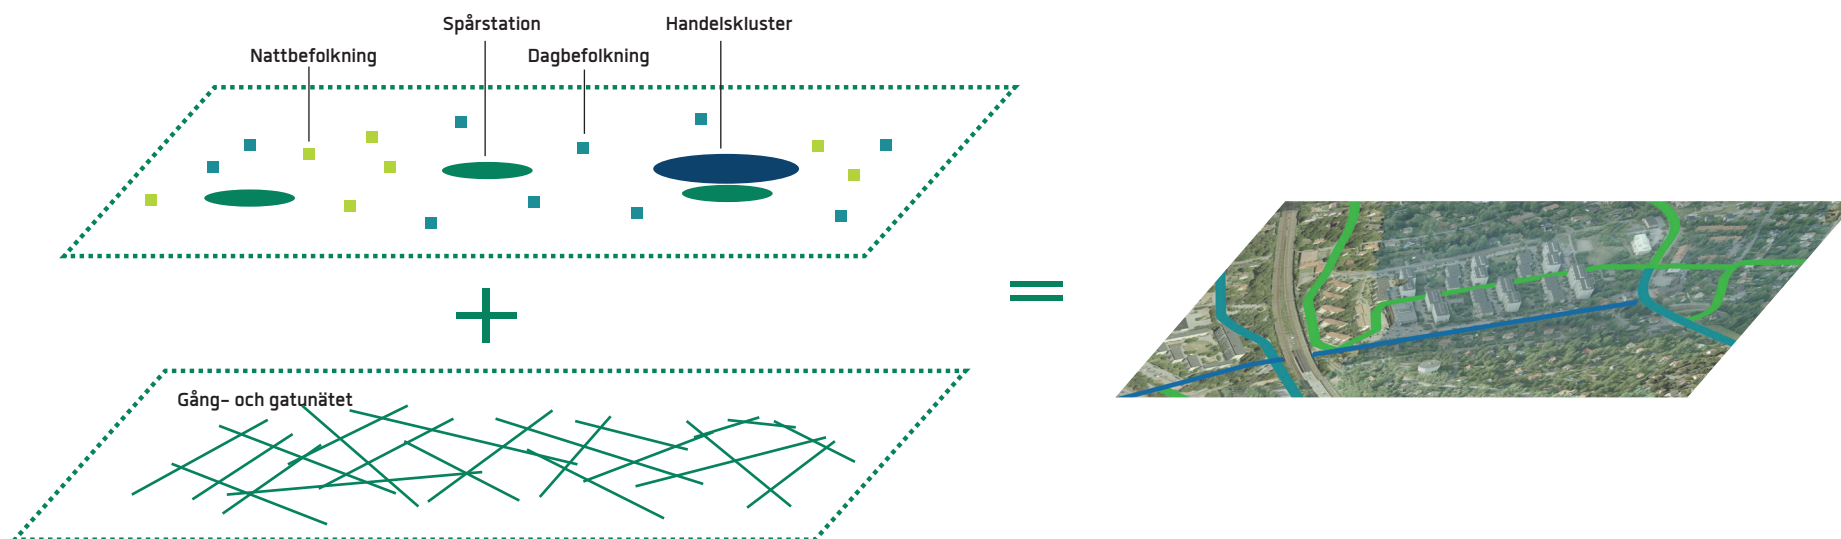 Spårstation
Handelskluster
Nattbefolkning
Dagbefolkning
Gång- och gatunätet